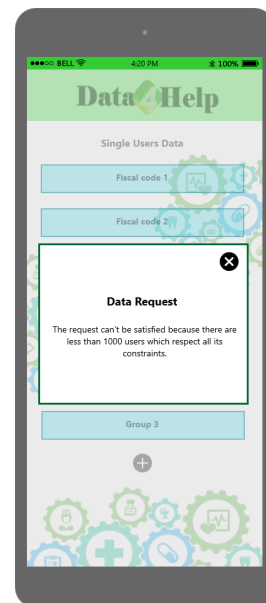 BELL 4:20 PM 100%
Data4Help
Single Users Data
Fiscal code 1
Fiscal code 2
Data Request
The request can't be satisfied because there are
less than 1000 users which respect all its
constraints.
Group 3